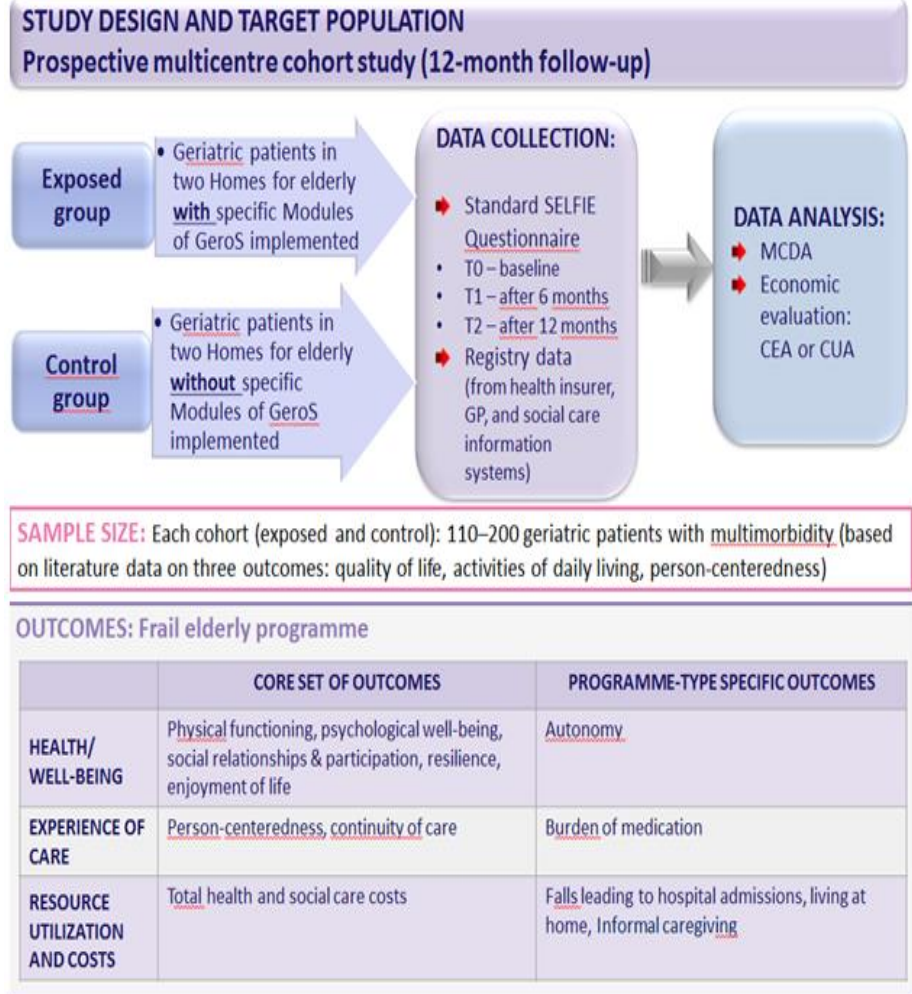 STUDY DESIGN AND TARGET POPULATION
Prospective multicentre cohort study (12-month follow-up)
Exposed
group
• Geriatric patients in
two Homes for elderly
with specific Modules
of GeroS implemented
Control
group
• Geriatric patients in
two Homes for elderly
without specific
Modules of GeroS
implemented
DATA COLLECTION:
Standard SELFIE
Questionnaire
• T0 – baseline
• T1 – after 6 months
• T2 – after 12 months
Registry data
(from health insurer,
GP, and social care
information
systems)
DATA ANALYSIS:
MCDA
Economic
evaluation:
CEA or CUA
SAMPLE SIZE: Each cohort (exposed and control): 110–200 geriatric patients with multimorbidity (based
on literature data on three outcomes: quality of life, activities of daily living, person-centeredness)
OUTCOMES: Frail elderly programme
CORE SET OF OUTCOMES
PROGRAMME-TYPE SPECIFIC OUTCOMES
HEALTH/
WELL-BEING
Physical functioning, psychological well-being,
social relationships & participation, resilience,
enjoyment of life
Autonomy
EXPERIENCE OF
CARE
Person-centeredness, continuity of care
Burden of medication
RESOURCE
UTILIZATION
AND COSTS
Total health and social care costs
Falls leading to hospital admissions, living at
home, Informal caregiving